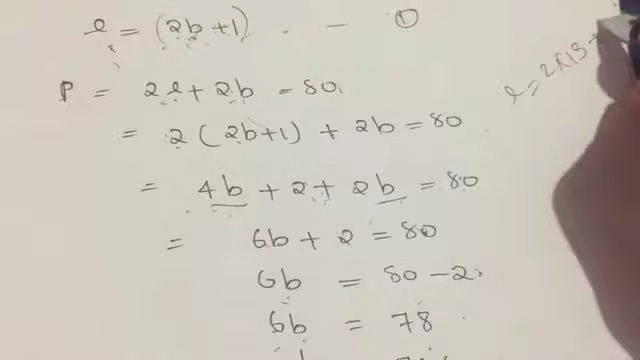 l = (2b+1) — ①
P = 2l + 2b = 80
= 2(2b+1) + 2b = 80
= 4b + 2 + 2b = 80
= 6b + 2 = 80
6b = 80 - 2
6b = 78
l = 2×13 +